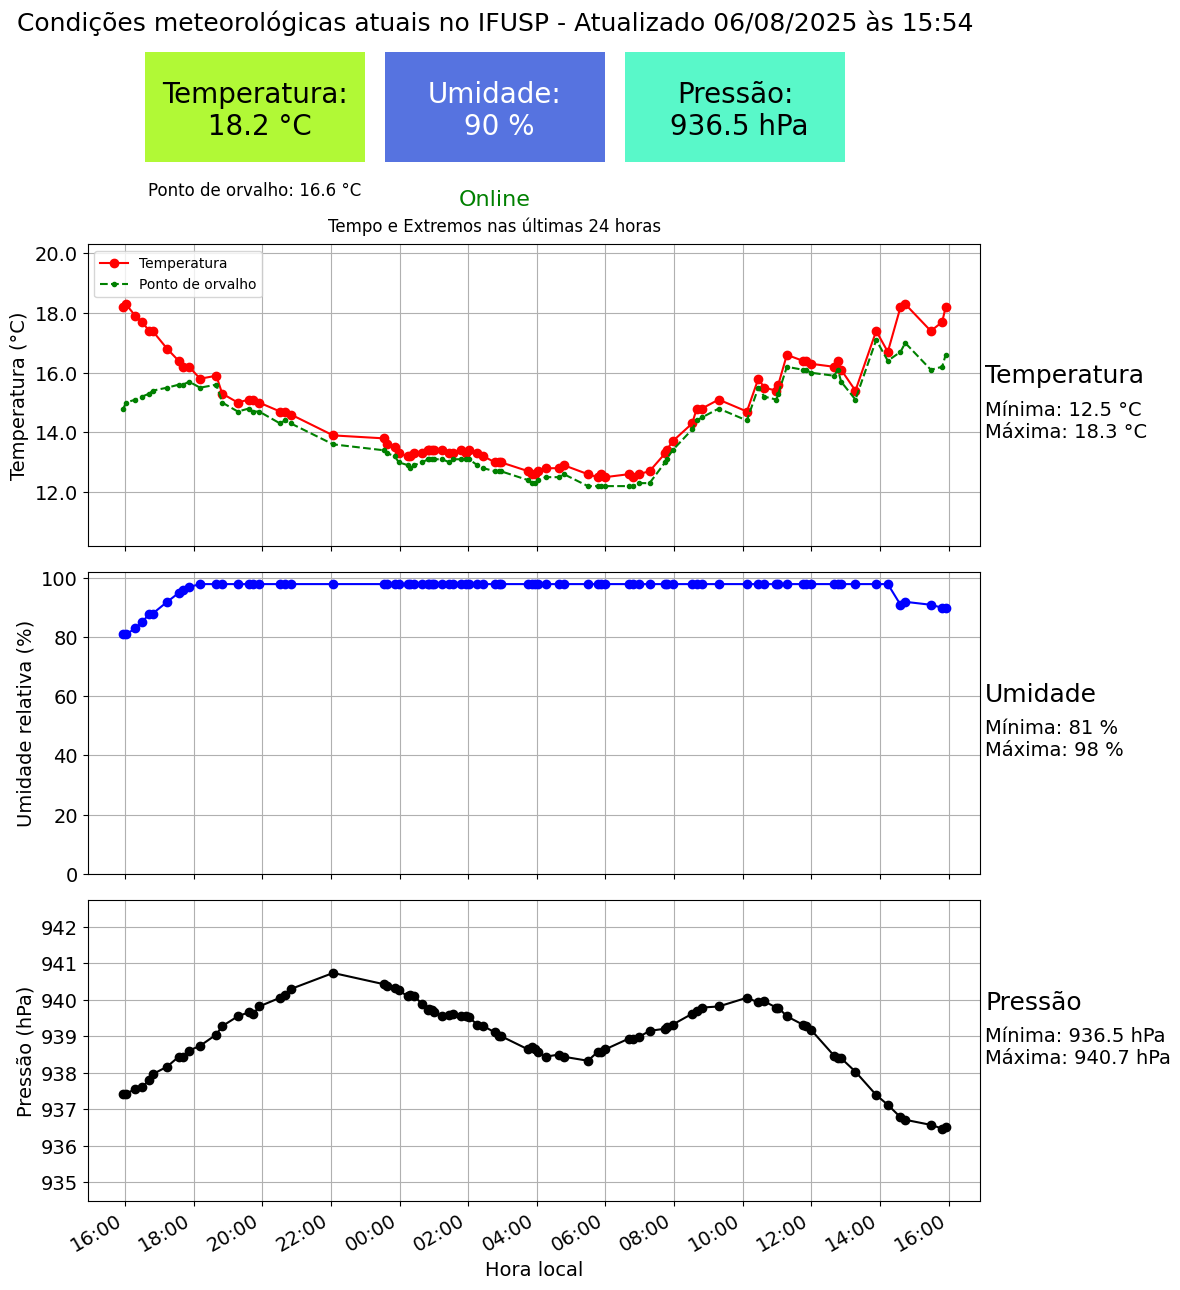 Condições meteorológicas atuais no IFUSP - Atualizado 06/08/2025 às 15:54
Temperatura:
18.2 °C
Umidade:
90 %
Pressão:
936.5 hPa
Ponto de orvalho: 16.6 °C
Online
Tempo e Extremos nas últimas 24 horas
Temperatura
Ponto de orvalho
Temperatura (°C)
20.0
18.0
16.0
14.0
12.0
Temperatura
Mínima: 12.5 °C
Máxima: 18.3 °C
Umidade relativa (%)
100
80
60
40
20
0
Umidade
Mínima: 81 %
Máxima: 98 %
Pressão (hPa)
942
941
940
939
938
937
936
935
Pressão
Mínima: 936.5 hPa
Máxima: 940.7 hPa
16:00
18:00
20:00
22:00
00:00
02:00
04:00
06:00
08:00
10:00
12:00
14:00
16:00
Hora local